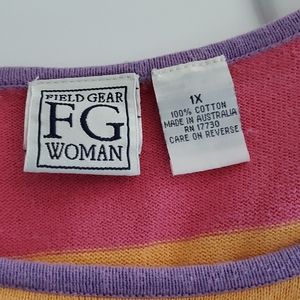 FIELD GEAR
FG
WOMAN
1X
100% COTTON
MADE IN AUSTRALIA
RN 17730
CARE ON REVERSE